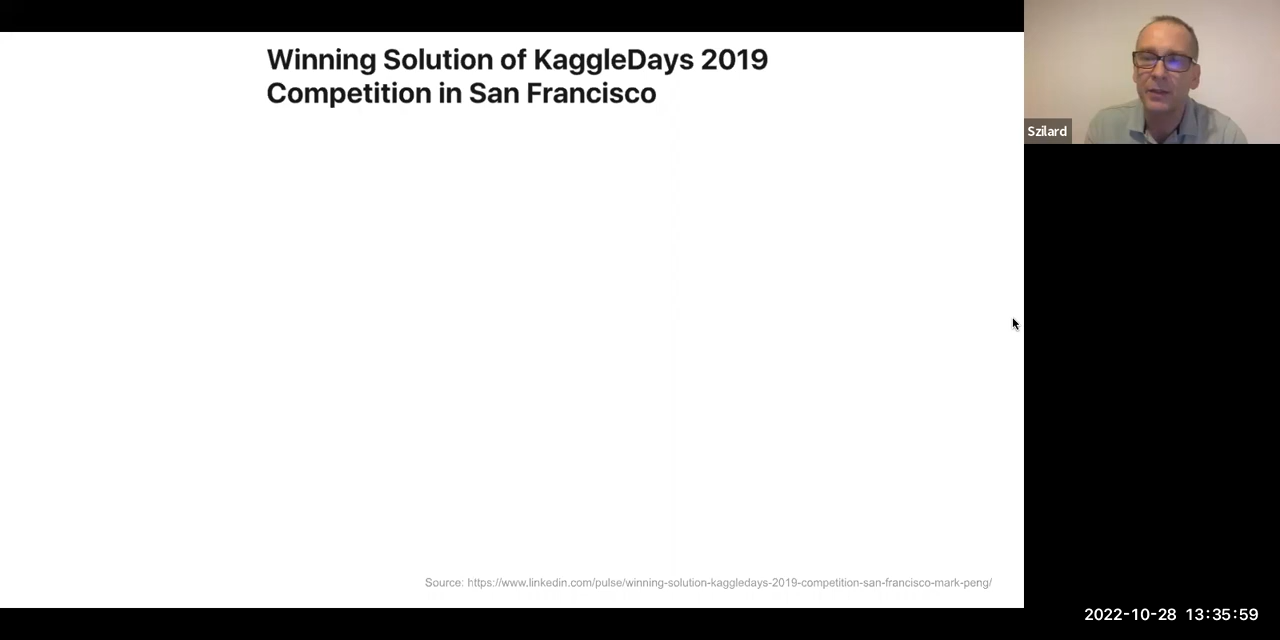 Winning Solution of KaggleDays 2019
Competition in San Francisco
Szilard
Source: https://www.linkedin.com/pulse/winning-solution-kaggledays-2019-competition-san-francisco-mark-peng/
2022-10-28 13:35:59